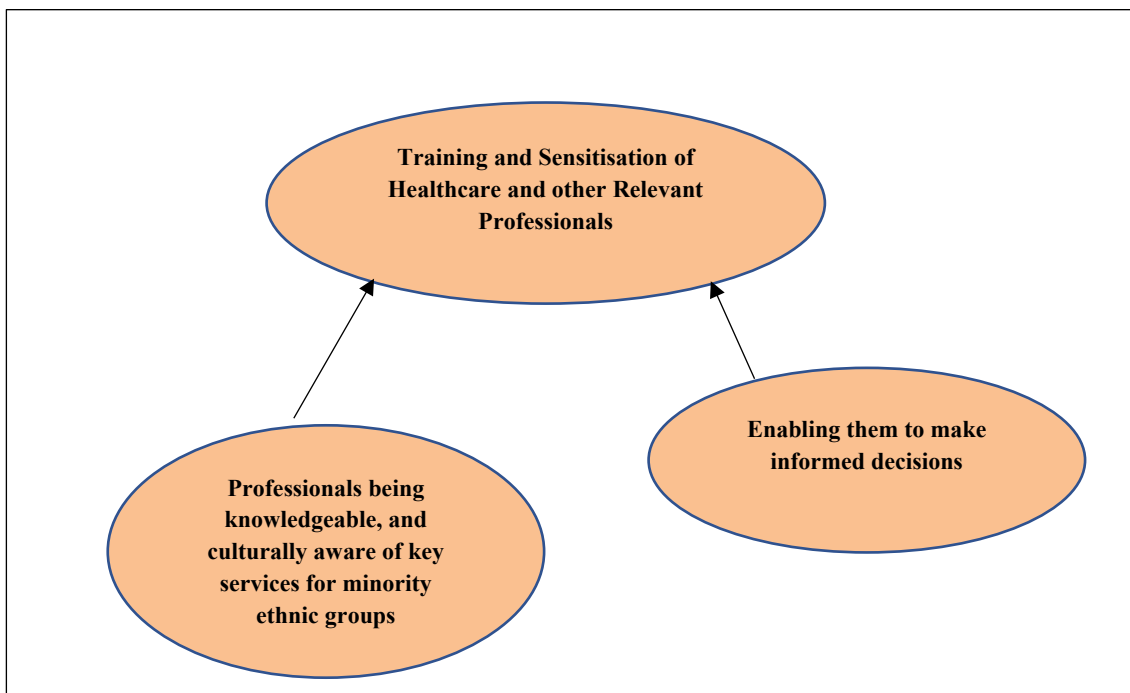 Training and Sensitisation of
Healthcare and other Relevant
Professionals
Enabling them to make
informed decisions
Professionals being
knowledgeable, and
culturally aware of key
services for minority
ethnic groups